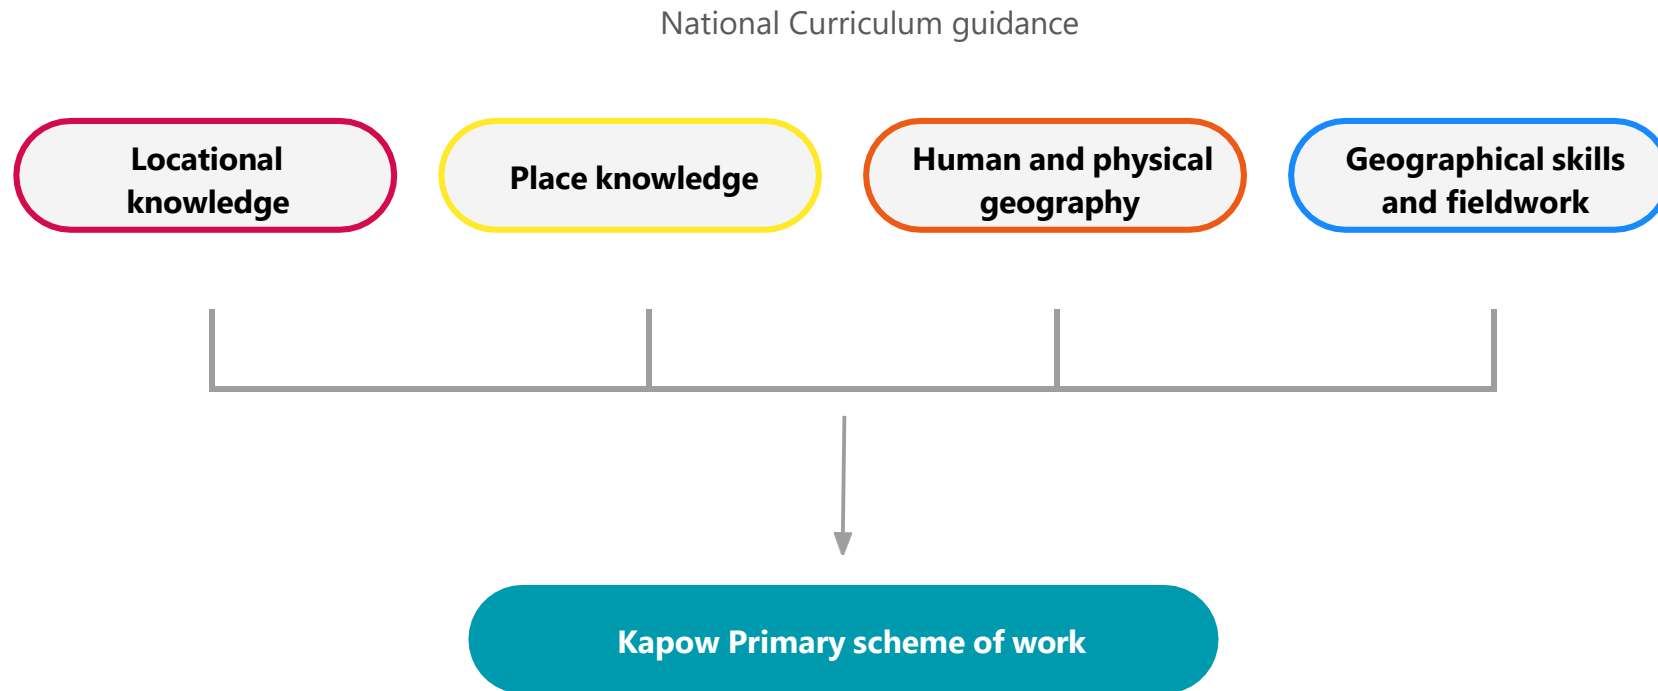 National Curriculum guidance
Locational
knowledge
Place knowledge
Human and physical
geography
Geographical skills
and fieldwork
Kapow Primary scheme of work